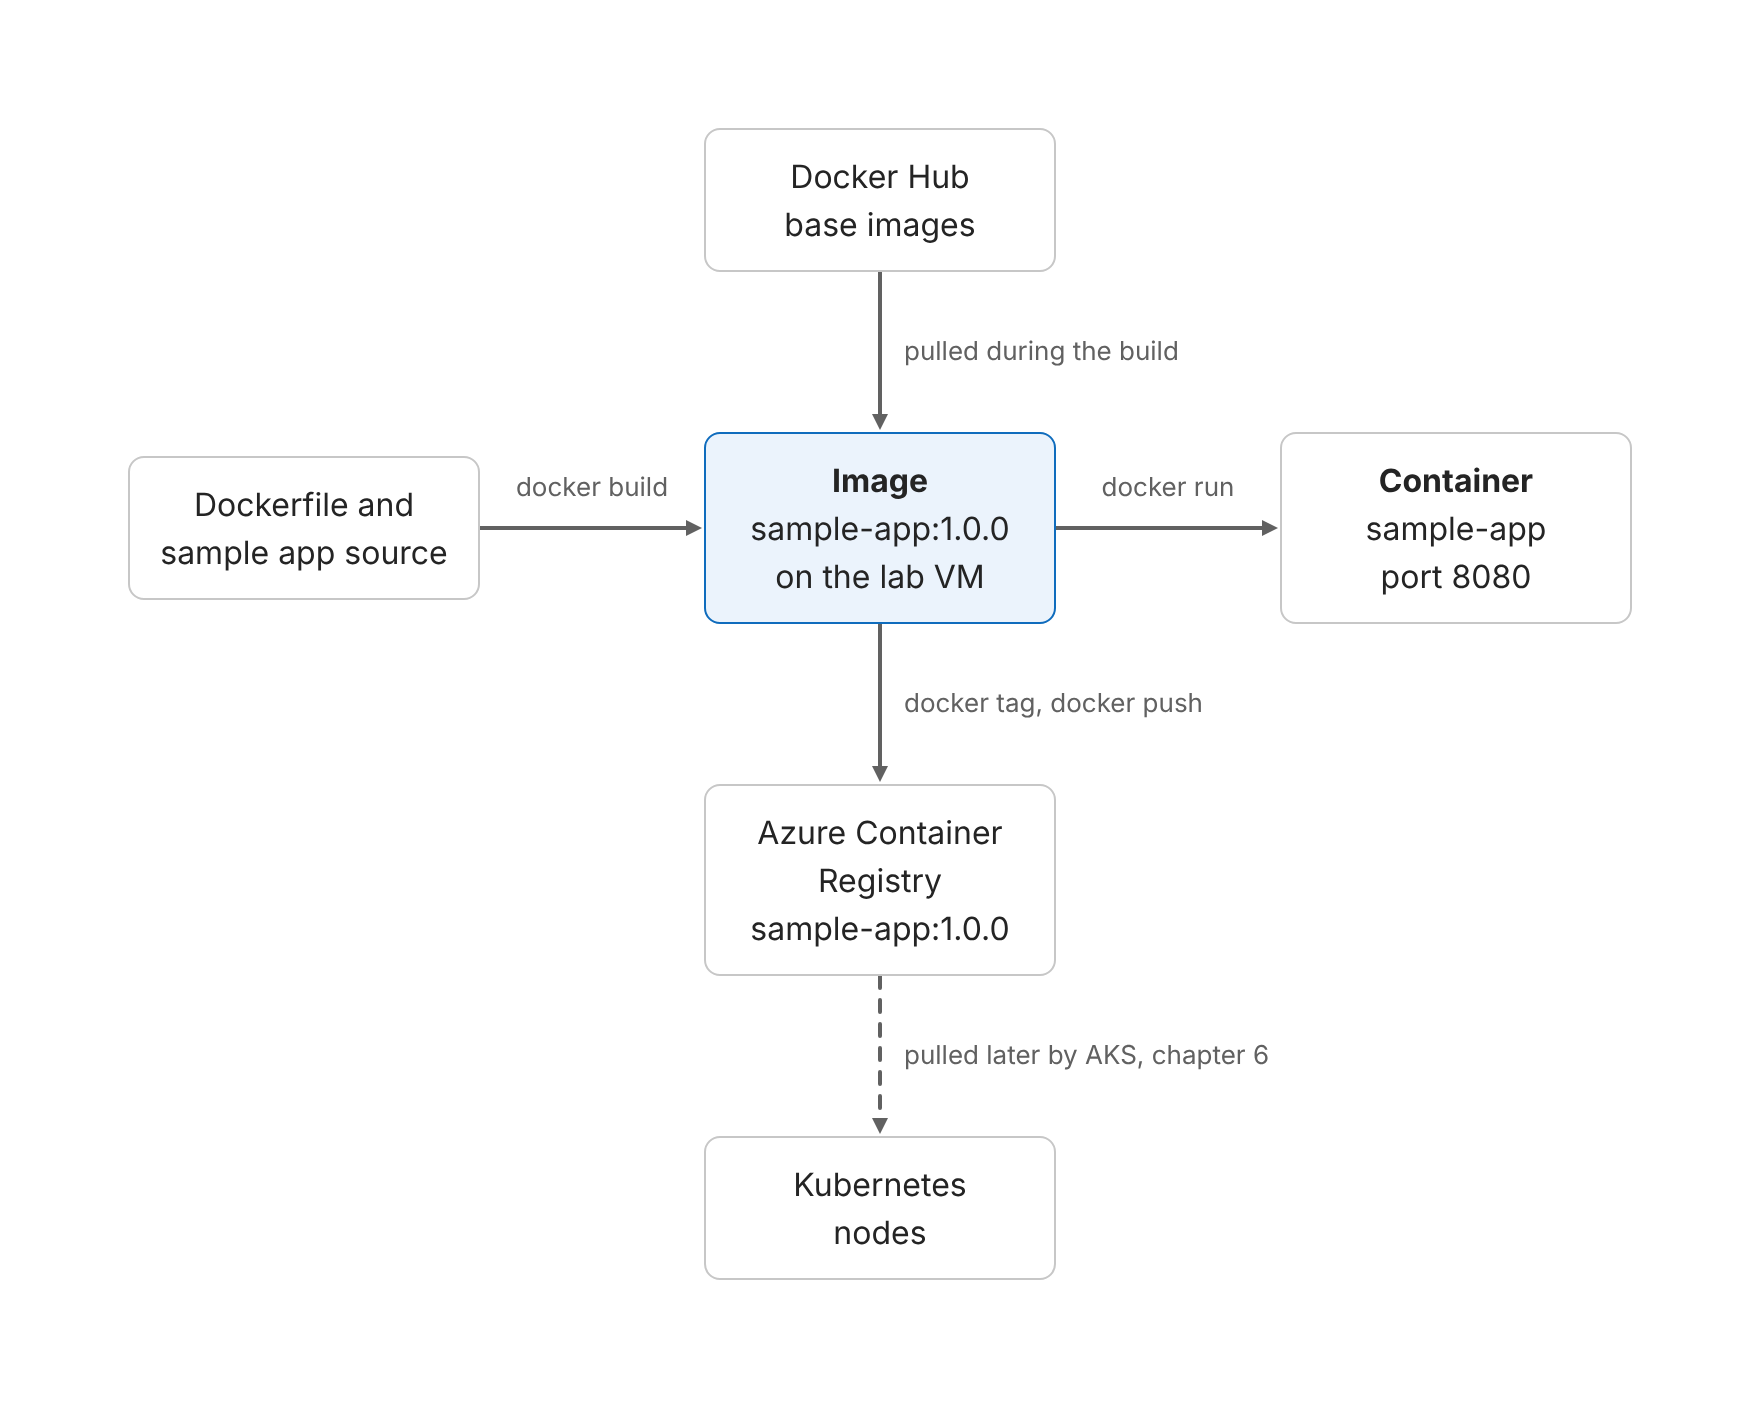 Docker Hub
base images
pulled during the build
Dockerfile and
sample app source
docker build
Image
sample-app:1.0.0
on the lab VM
docker run
Container
sample-app
port 8080
docker tag, docker push
Azure Container
Registry
sample-app:1.0.0
pulled later by AKS, chapter 6
Kubernetes
nodes